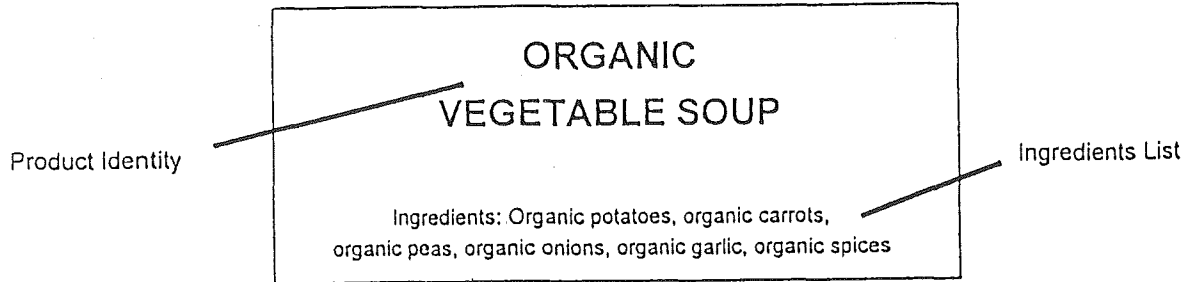 ORGANIC
VEGETABLE SOUP
Product Identity
Ingredients List
Ingredients: Organic potatoes, organic carrots,
organic peas, organic onions, organic garlic, organic spices